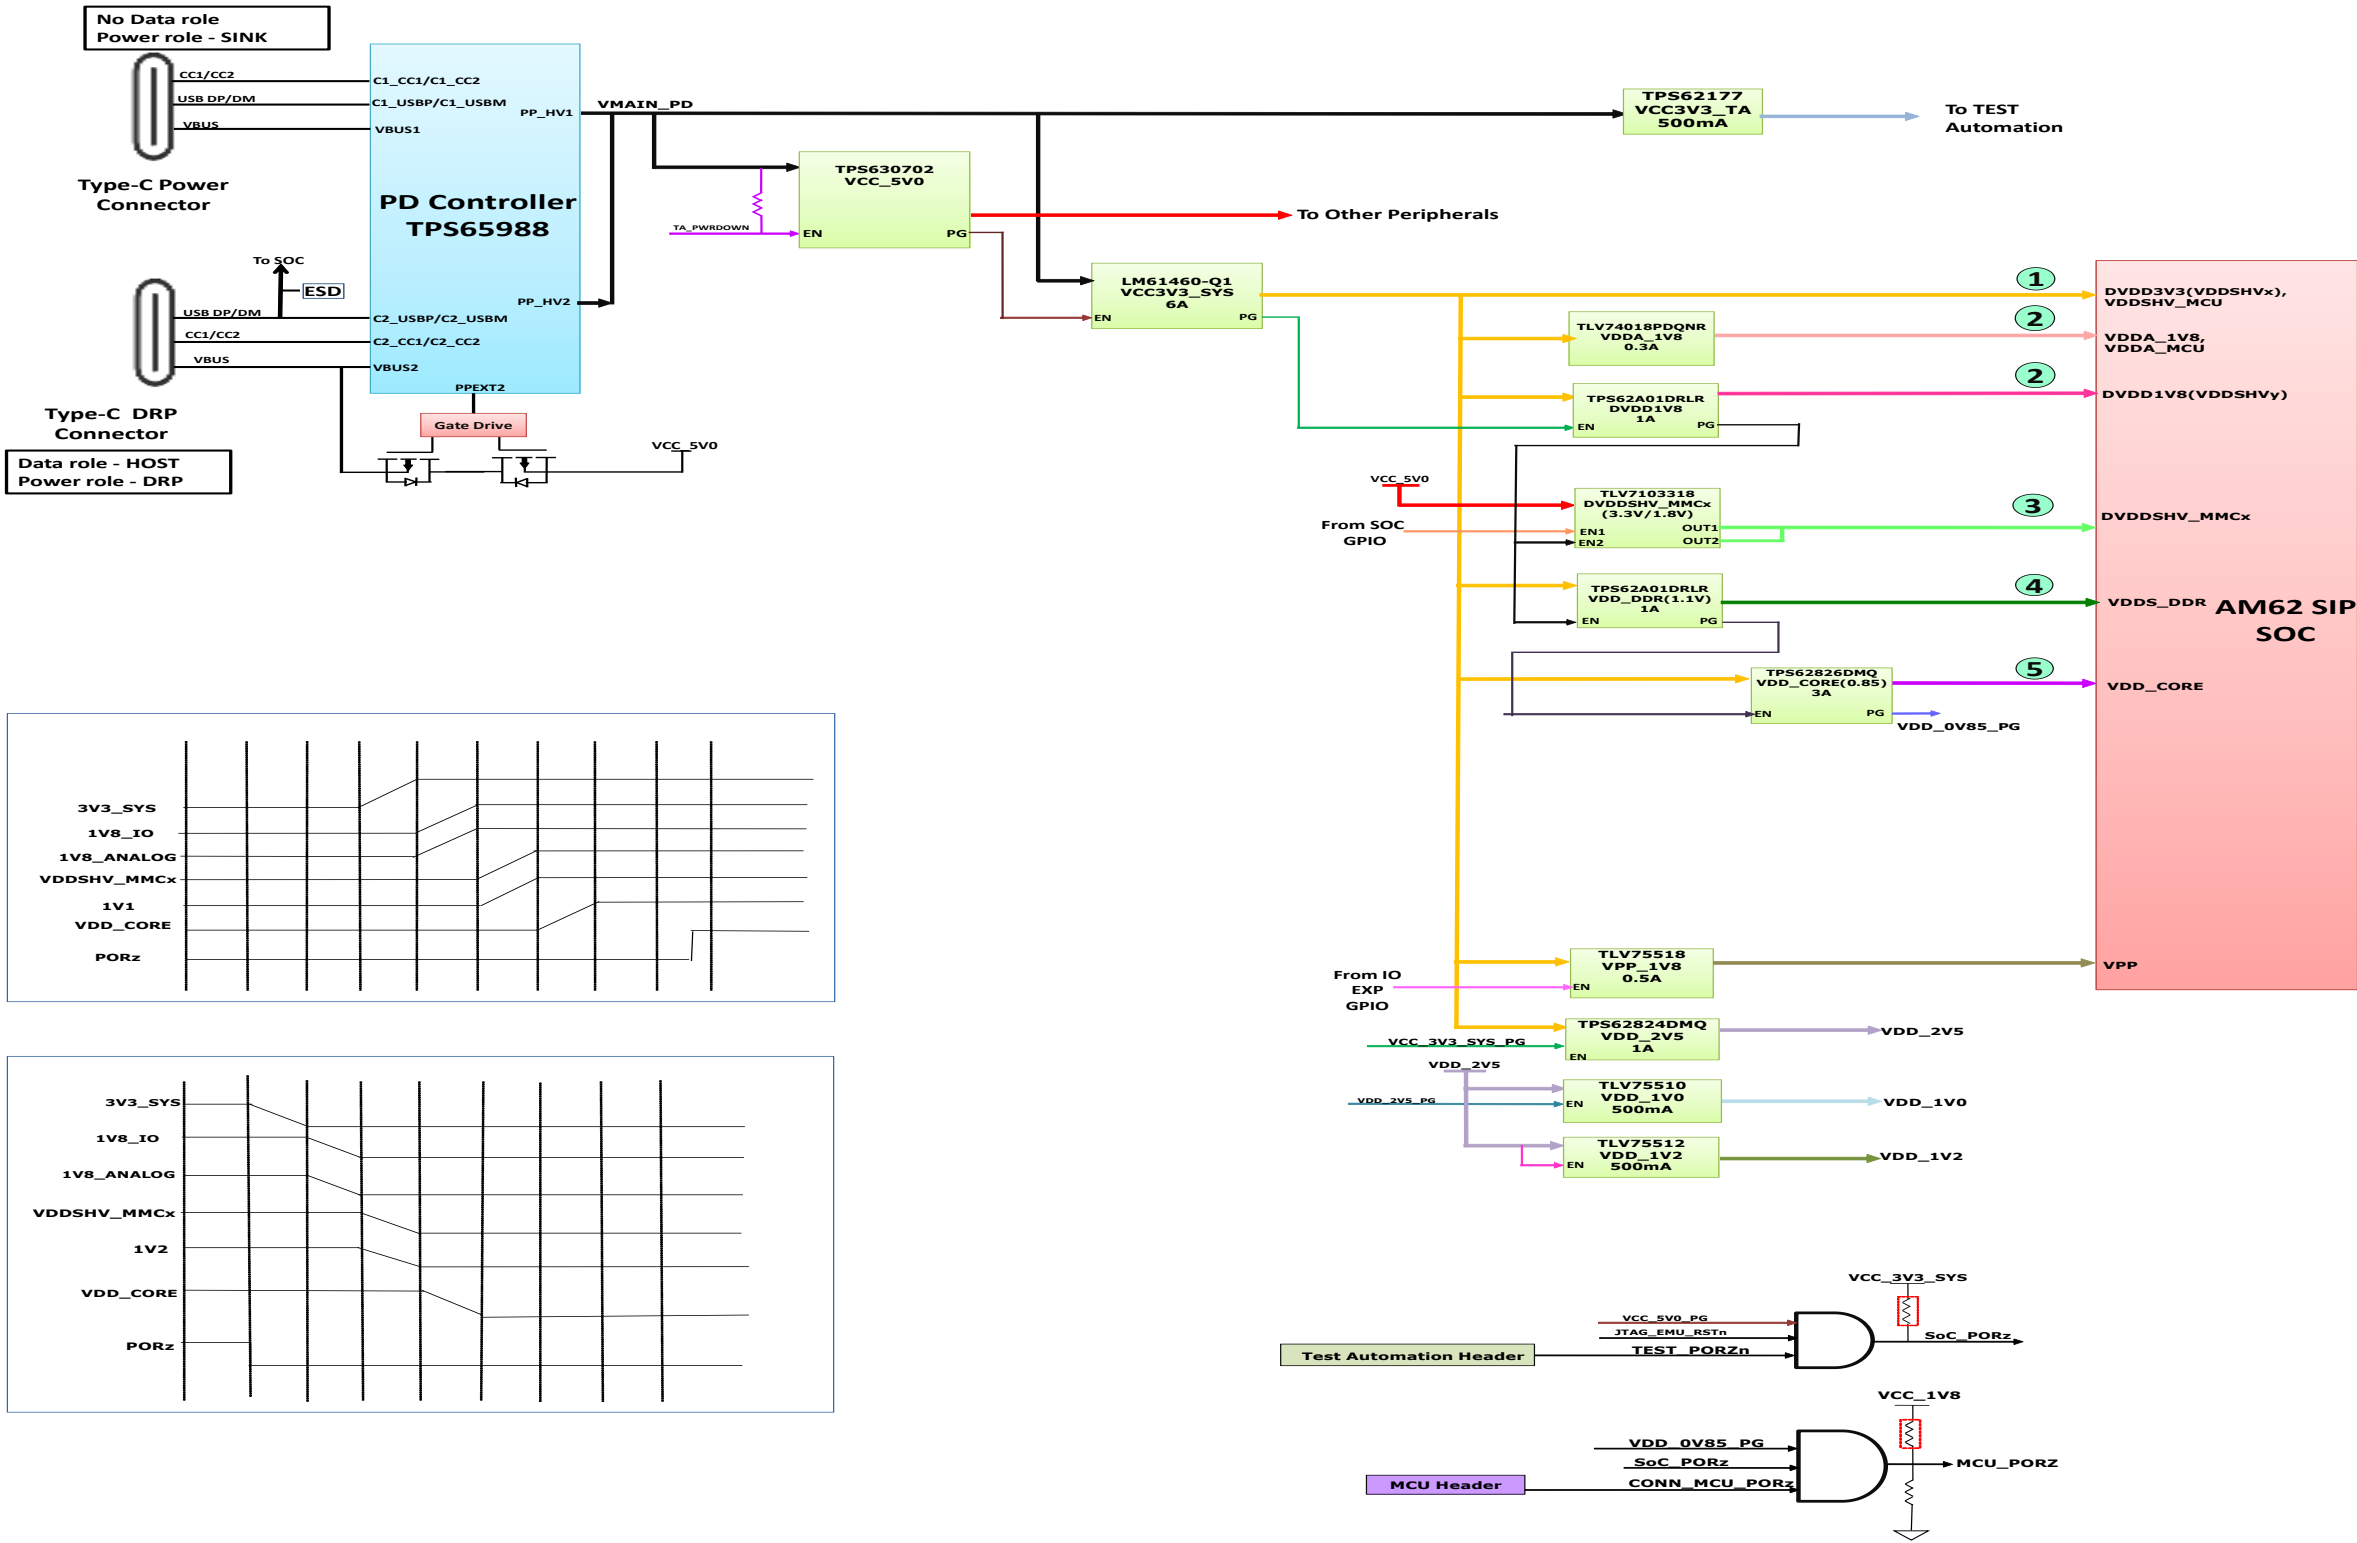 No Data role
Power role - SINK
CC1/CC2
USB DP/DM
VBUS
Type-C Power
Connector
C1_CC1/C1_CC2
C1_USBP/C1_USBM
VBUS1
PP_HV1
PD Controller
TPS65988
PP_HV2
C2_USBP/C2_USBM
C2_CC1/C2_CC2
VBUS2
PPEXT2
To SOC
ESD
USB DP/DM
CC1/CC2
VBUS
Type-C DRP
Connector
Data role - HOST
Power role - DRP
Gate Drive
VCC_5V0
VMAIN_PD
TPS630702
VCC_5V0
TA_PWRDOWN
EN
PG
To Other Peripherals
TPS62177
VCC3V3_TA
500mA
To TEST
Automation
LM61460-Q1
VCC3V3_SYS
6A
EN
PG
1
DVDD3V3(VDDSHVx),
VDDSHV_MCU
TLV74018PDQNR
VDDA_1V8
0.3A
2
VDDA_1V8,
VDDA_MCU
TPS62A01DRLR
DVDD1V8
1A
EN
PG
2
DVDD1V8(VDDSHVy)
VCC_5V0
From SOC
GPIO
TLV7103318
DVDDSHV_MMCx
(3.3V/1.8V)
OUT1
EN1
OUT2
EN2
3
DVDDSHV_MMCx
TPS62A01DRLR
VDD_DDR(1.1V)
1A
EN
PG
4
VDDS_DDR
AM62 SIP
SOC
TPS62826DMQ
VDD_CORE(0.85)
3A
EN
PG
VDD_0V85_PG
5
VDD_CORE
3V3_SYS
1V8_IO
1V8_ANALOG
VDDSHV_MMCx
1V1
VDD_CORE
PORz
From IO
EXP
GPIO
TLV75518
VPP_1V8
0.5A
EN
VPP
VCC_3V3_SYS_PG
TPS62824DMQ
VDD_2V5
1A
EN
VDD_2V5
VDD_2V5
VDD_2V5_PG
TLV75510
VDD_1V0
500mA
EN
VDD_1V0
TLV75512
VDD_1V2
500mA
EN
VDD_1V2
3V3_SYS
1V8_IO
1V8_ANALOG
VDDSHV_MMCx
1V2
VDD_CORE
PORz
VCC_3V3_SYS
VCC_5V0_PG
JTAG_EMU_RSTn
Test Automation Header
TEST_PORZn
SoC_PORz
VCC_1V8
VDD_0V85_PG
SoC_PORz
MCU Header
CONN_MCU_PORz
MCU_PORZ